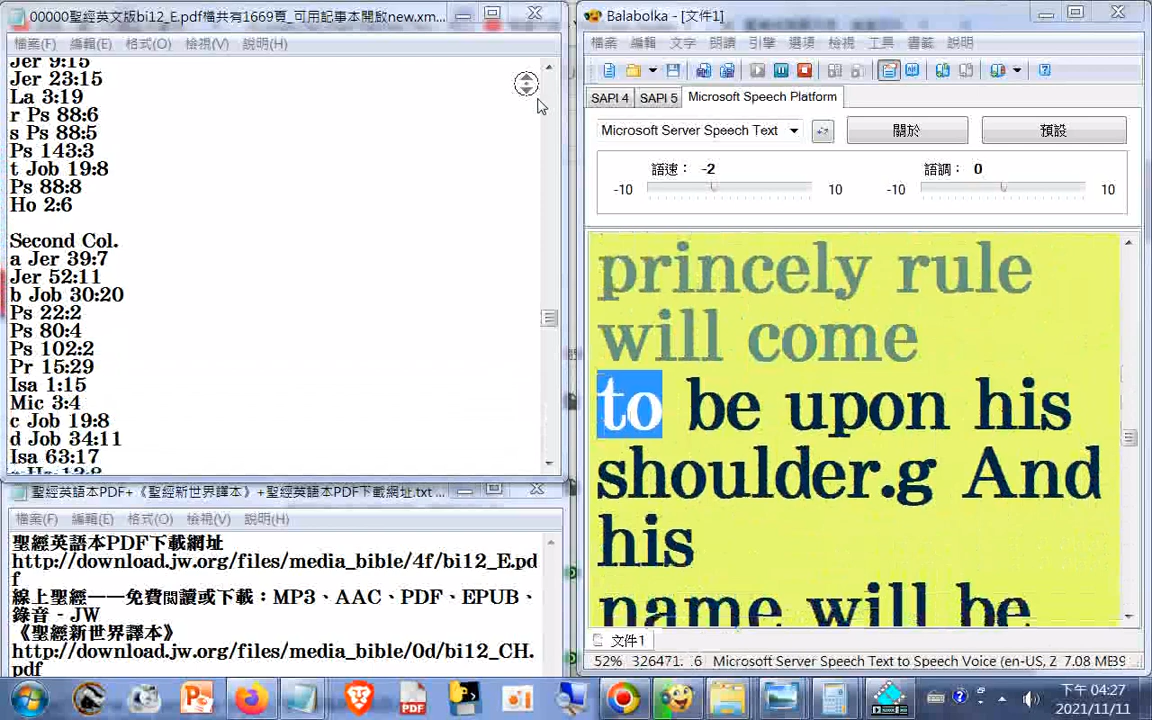 00000聖經英文版bi12_E.pdf檔共有1669頁_可用記事本開啟new.xm...
檔案(F) 編輯(E) 格式(O) 檢視(V) 說明(H)
Jer 9:15
Jer 23:15
La 3:19
r Ps 88:6
s Ps 88:5
Ps 143:3
t Job 19:8
Ps 88:8
Ho 2:6
Second Col.
a Jer 39:7
Jer 52:11
b Job 30:20
Ps 22:2
Ps 80:4
Ps 102:2
Pr 15:29
Isa 1:15
Mic 3:4
c Job 19:8
d Job 34:11
Isa 63:17
聖經英語本PDF+《聖經新世界譯本》+聖經英語本PDF下載網址.txt ...
檔案(F) 編輯(E) 格式(O) 檢視(V) 說明(H)
聖經英語本PDF下載網址
http://download.jw.org/files/media_bible/4f/bi12_E.pd
f
線上聖經——免費閱讀或下載：MP3、AAC、PDF、EPUB、
錄音 - JW
《聖經新世界譯本》
http://download.jw.org/files/media_bible/0d/bi12_CH.
pdf
Balabolka - [文件1]
檔案 編輯 文字 朗讀 引擎 選項 檢視 工具 書籤 說明
SAPI 4 SAPI 5 Microsoft Speech Platform
Microsoft Server Speech Text 關於 預設
語速： -2 語調： 0
-10 10 -10 10
princely rule
will come
to be upon his
shoulder.g And
his
name will be
文件1
52% 326471. .6 Microsoft Server Speech Text to Speech Voice (en-US, Z 7.08 MB
下午 04:27
2021/11/11